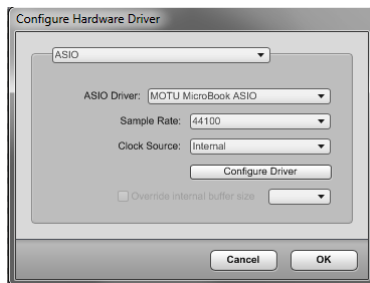 Configure Hardware Driver
ASIO
ASIO Driver: MOTU MicroBook ASIO
Sample Rate: 44100
Clock Source: Internal
Configure Driver
Override internal buffer size
Cancel OK